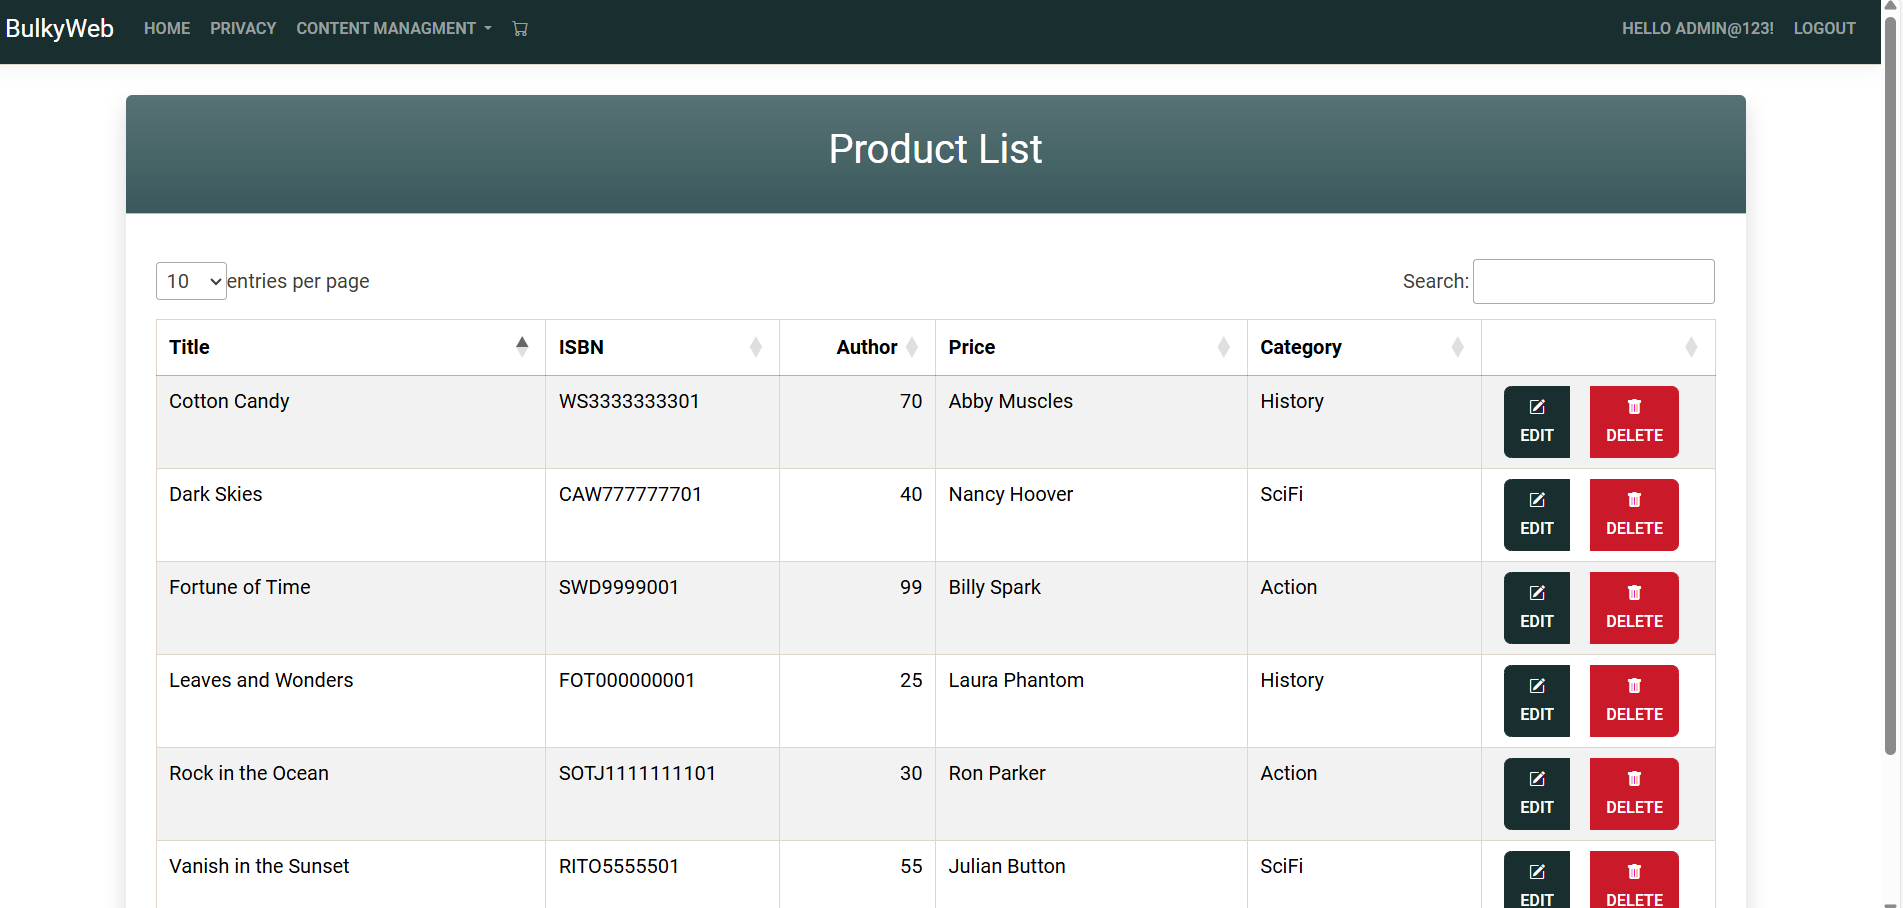 BulkyWeb HOME PRIVACY CONTENT MANAGMENT HELLO ADMIN@123! LOGOUT
Product List
10 entries per page Search:
Title ISBN Author Price Category
Cotton Candy WS3333333301 70 Abby Muscles History EDIT DELETE
Dark Skies CAW777777701 40 Nancy Hoover SciFi EDIT DELETE
Fortune of Time SWD9999001 99 Billy Spark Action EDIT DELETE
Leaves and Wonders FOT000000001 25 Laura Phantom History EDIT DELETE
Rock in the Ocean SOTJ1111111101 30 Ron Parker Action EDIT DELETE
Vanish in the Sunset RITO5555501 55 Julian Button SciFi EDIT DELETE